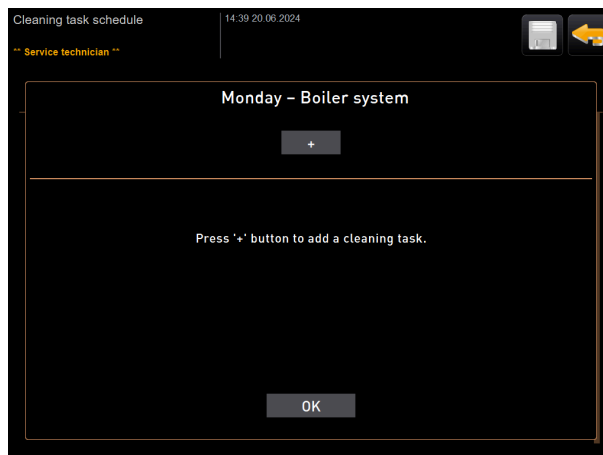 Cleaning task schedule
14:39 20.06.2024
** Service technician **
Monday – Boiler system
+
Press '+' button to add a cleaning task.
OK